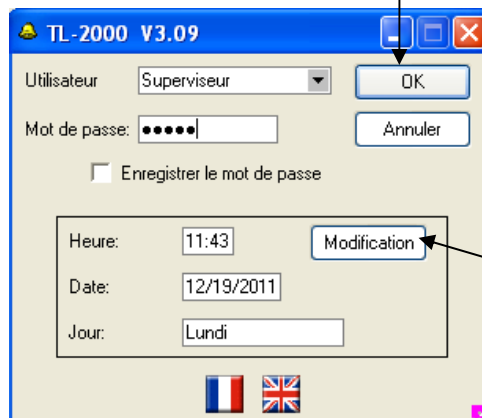 TL-2000 V3.09
Utilisateur Superviseur OK
Mot de passe: ●●●●● Annuler
Enregistrer le mot de passe
Heure: 11:43 Modification
Date: 12/19/2011
Jour: Lundi